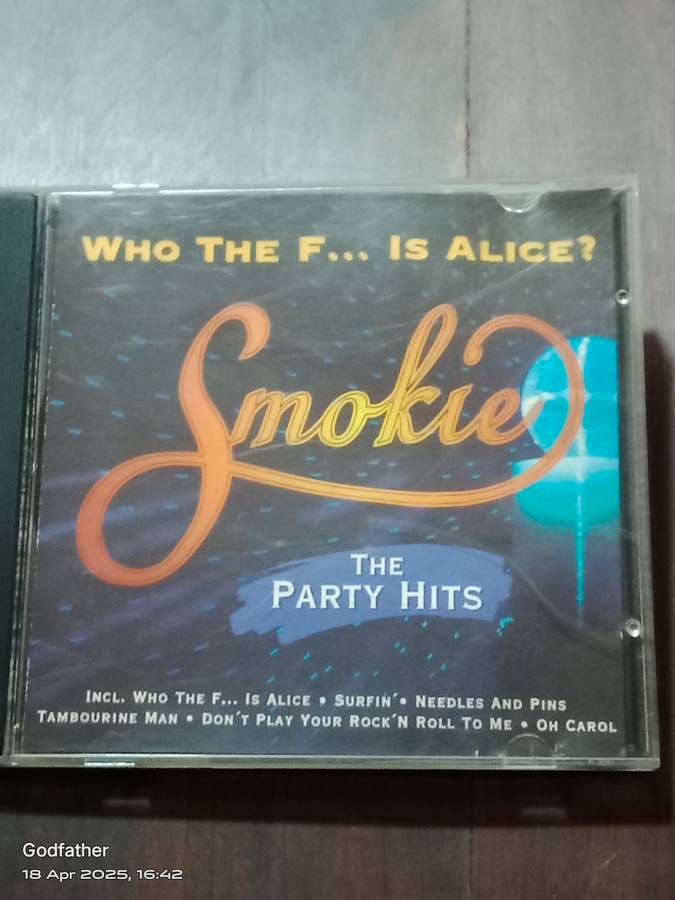 WHO THE F... IS ALICE?
Smokie
THE
PARTY HITS
INCL. WHO THE F... IS ALICE • SURFIN´• NEEDLES AND PINS
TAMBOURINE MAN • DON´T PLAY YOUR ROCK´N ROLL TO ME • OH CAROL
Godfather
18 Apr 2025, 16:42